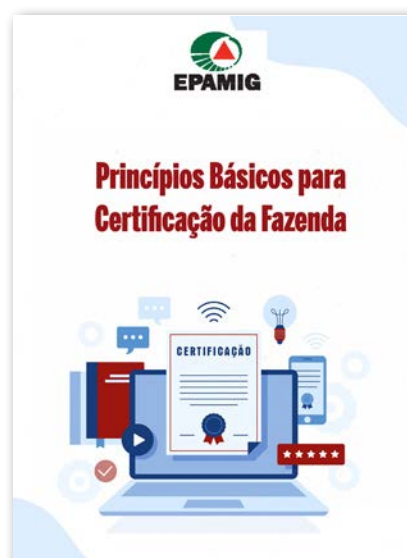 EPAMIG
Princípios Básicos para
Certificação da Fazenda
CERTIFICAÇÃO